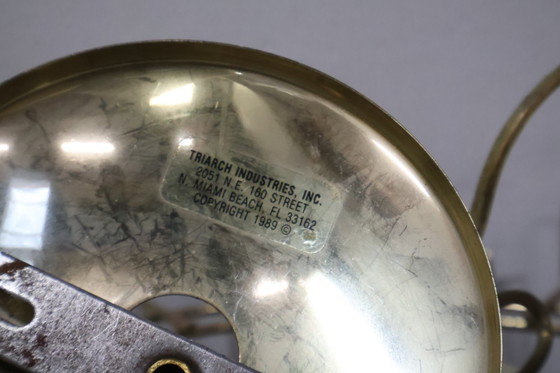 TRIARCH INDUSTRIES, INC.
2051 N.E. 160 STREET
N. MIAMI BEACH, FL 33162
COPYRIGHT 1989 ©